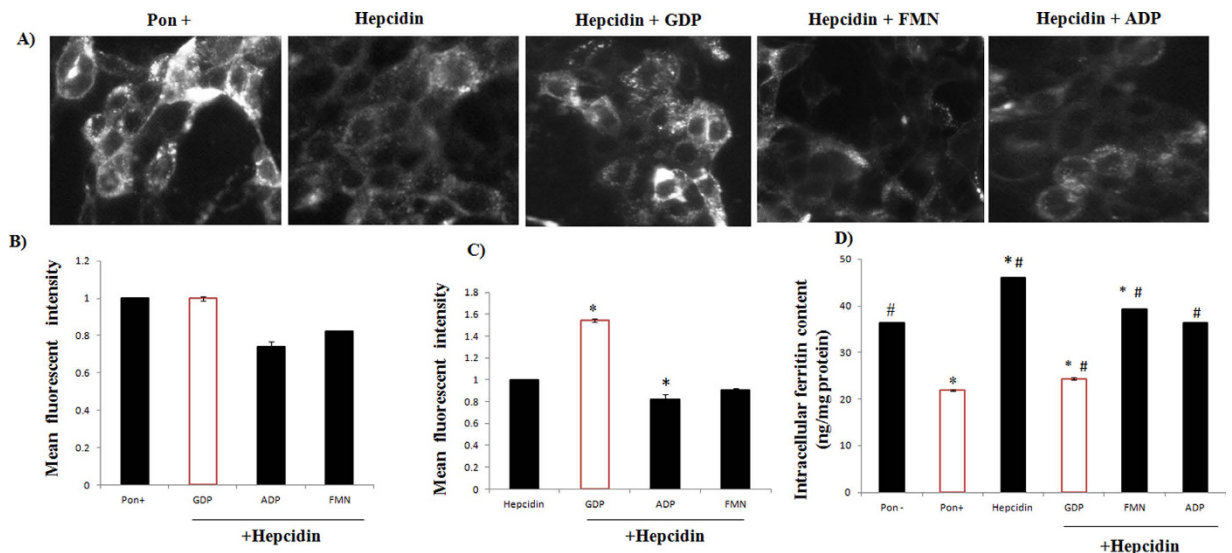 Pon +
Hepcidin
Hepcidin + GDP
Hepcidin + FMN
Hepcidin + ADP
A)
B)
Mean fluorescent intensity
1.2
1
0.8
0.6
0.4
0.2
0
Pon+
GDP
ADP
FMN
+Hepcidin
C)
Mean fluorescent intensity
1.8
1.6
1.4
1.2
1
0.8
0.6
0.4
0.2
0
*
*
Hepcidin
GDP
ADP
FMN
+Hepcidin
D)
Intracellular ferritin content
(ng/mg protein)
50
40
30
20
10
0
#
*
* #
* #
* #
#
Pon -
Pon+
Hepcidin
GDP
FMN
ADP
+Hepcidin